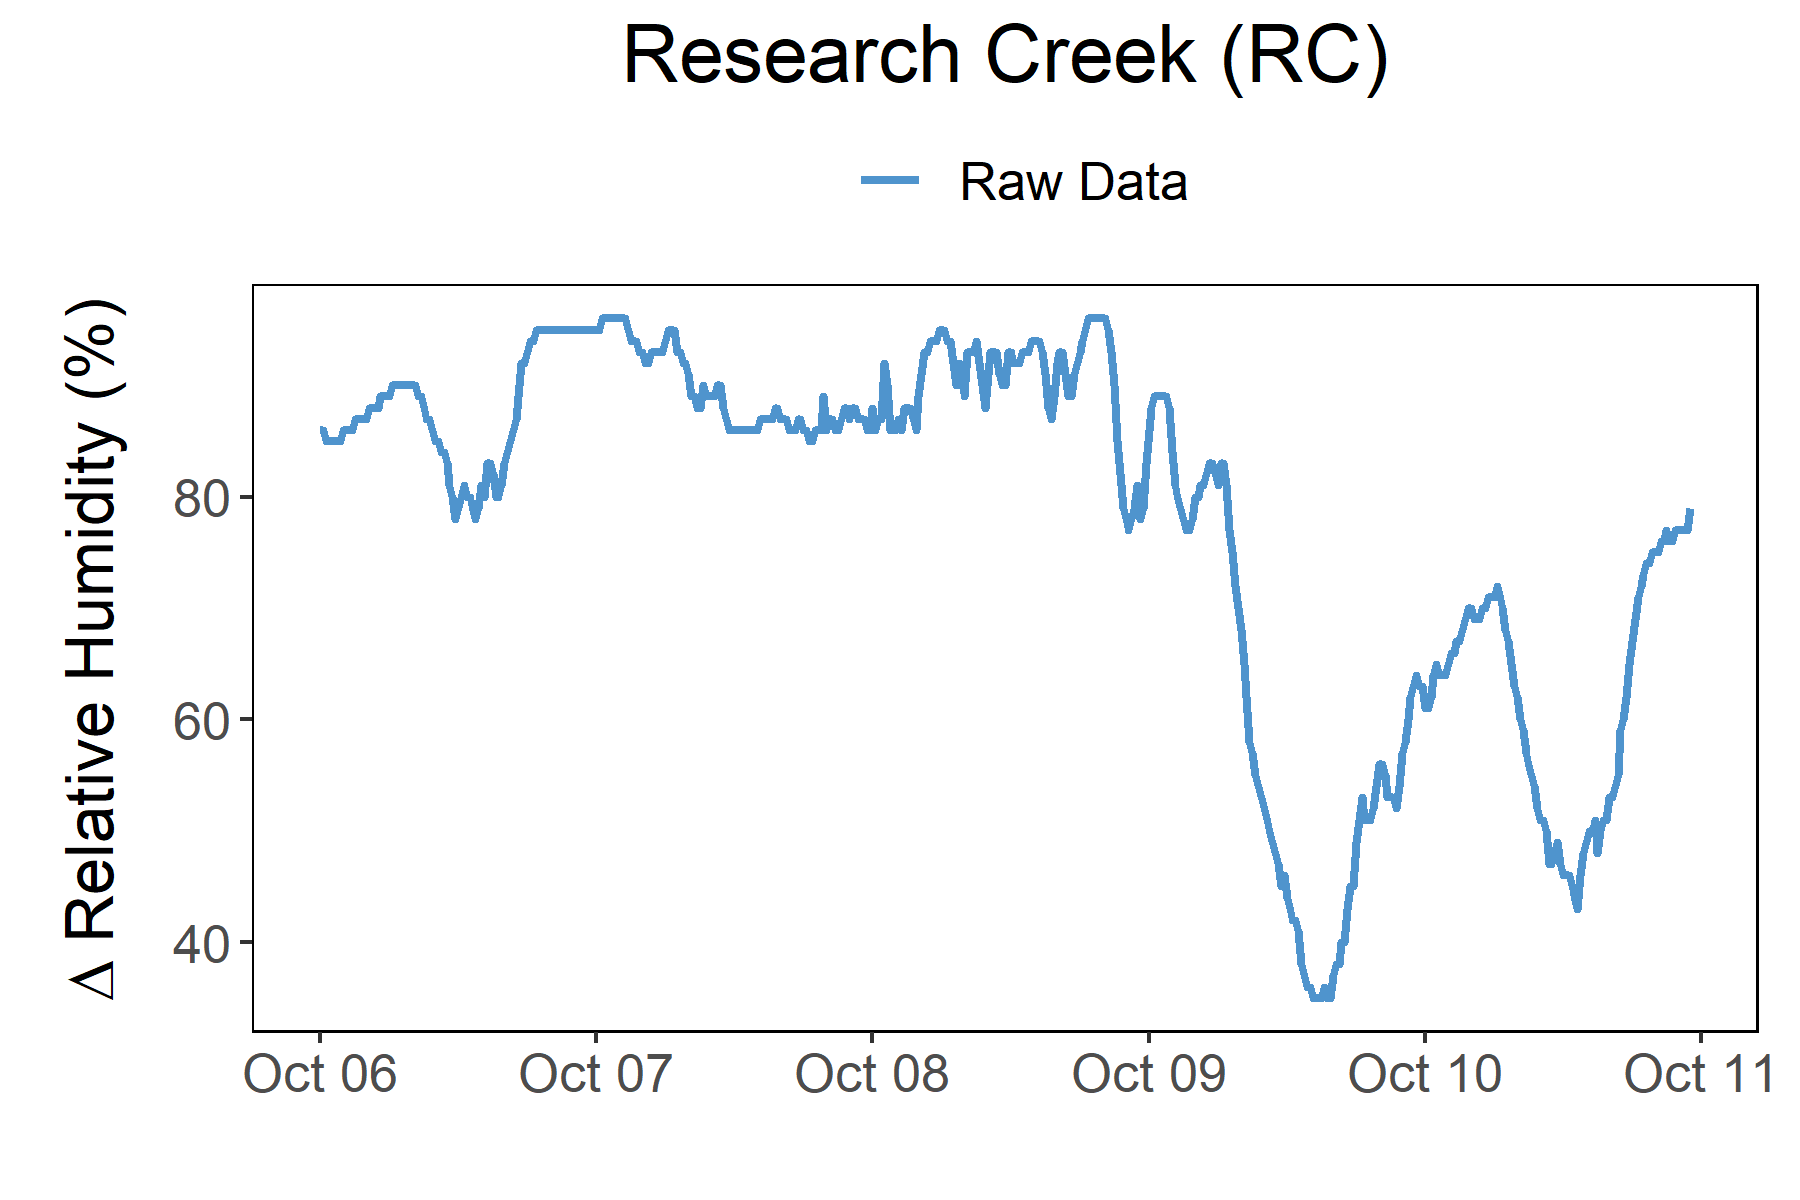 Research Creek (RC)
Raw Data
Δ Relative Humidity (%)
80
60
40
Oct 06 Oct 07 Oct 08 Oct 09 Oct 10 Oct 11